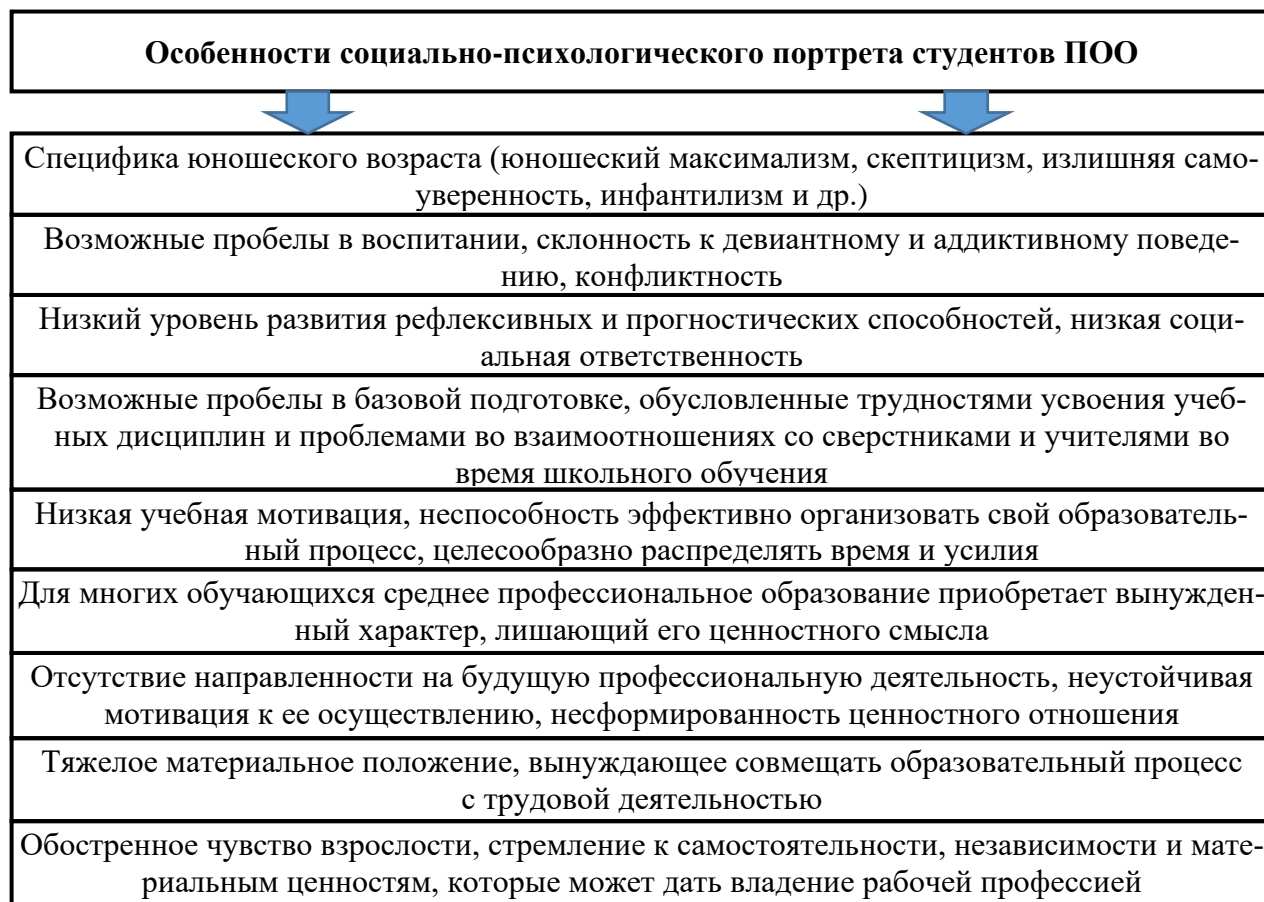 Особенности социально-психологического портрета студентов ПОО
Специфика юношеского возраста (юношеский максимализм, скептицизм, излишняя само-
уверенность, инфантилизм и др.)
Возможные пробелы в воспитании, склонность к девиантному и аддиктивному поведе-
нию, конфликтность
Низкий уровень развития рефлексивных и прогностических способностей, низкая соци-
альная ответственность
Возможные пробелы в базовой подготовке, обусловленные трудностями усвоения учеб-
ных дисциплин и проблемами во взаимоотношениях со сверстниками и учителями во
время школьного обучения
Низкая учебная мотивация, неспособность эффективно организовать свой образователь-
ный процесс, целесообразно распределять время и усилия
Для многих обучающихся среднее профессиональное образование приобретает вынужден-
ный характер, лишающий его ценностного смысла
Отсутствие направленности на будущую профессиональную деятельность, неустойчивая
мотивация к ее осуществлению, несформированность ценностного отношения
Тяжелое материальное положение, вынуждающее совмещать образовательный процесс
с трудовой деятельностью
Обостренное чувство взрослости, стремление к самостоятельности, независимости и мате-
риальным ценностям, которые может дать владение рабочей профессией